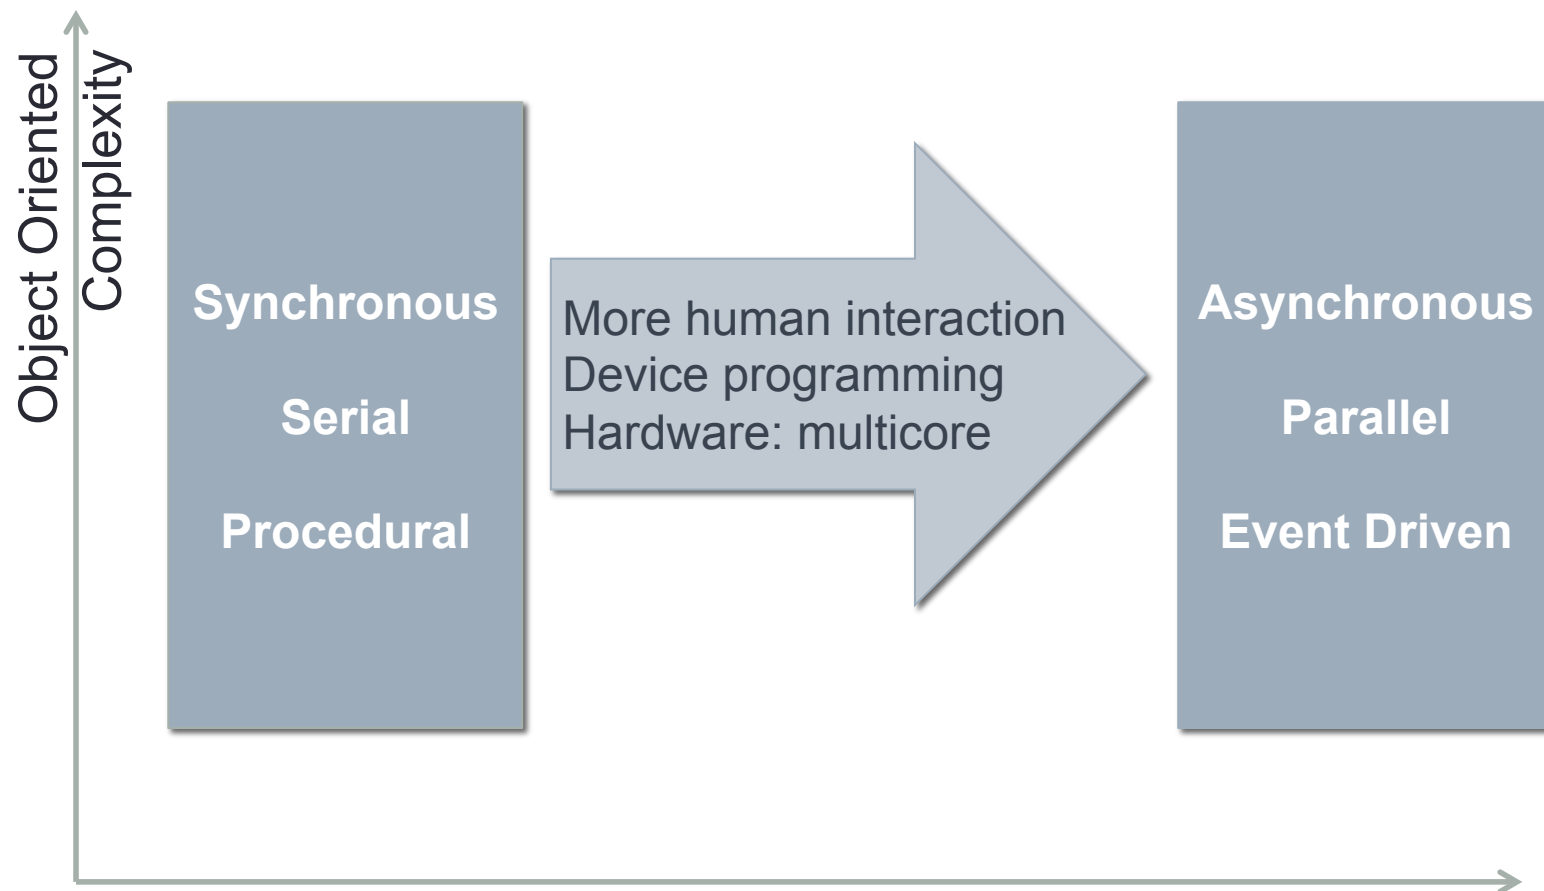 Object Oriented
Complexity
Synchronous
Serial
Procedural
More human interaction
Device programming
Hardware: multicore
Asynchronous
Parallel
Event Driven